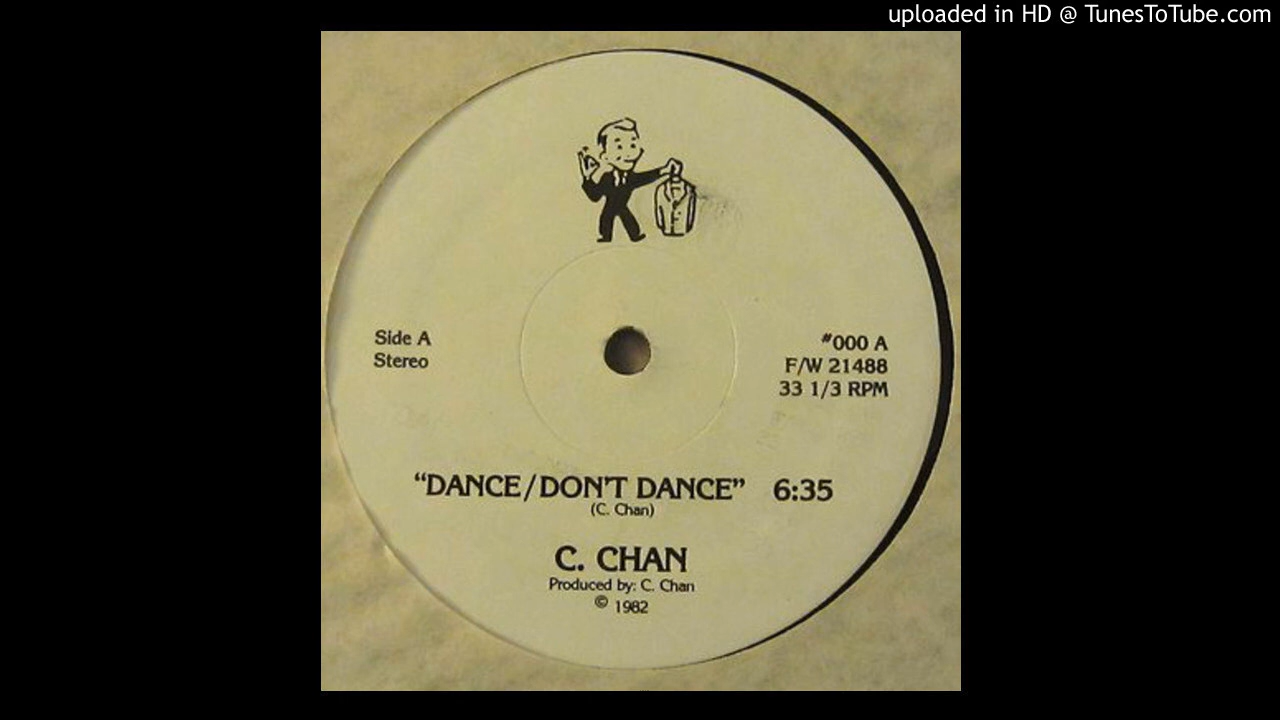 uploaded in HD @ TunesToTube.com
Side A
Stereo
#000 A
F/W 21488
33 1/3 RPM
“DANCE/DON'T DANCE” 6:35
(C. Chan)
C. CHAN
Produced by: C. Chan
© 1982